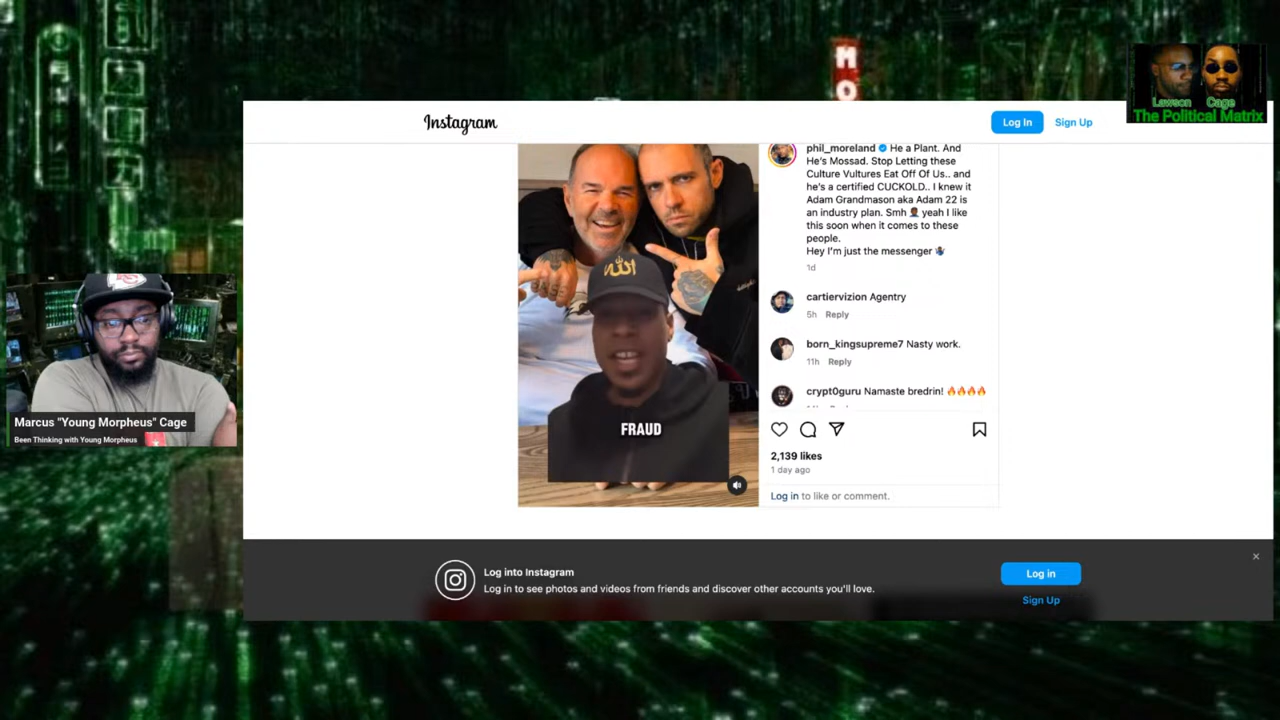 H
O
Lawson Cage
The Political Matrix
Instagram
Log In
Sign Up
phil_moreland He a Plant. And
He's Mossad. Stop Letting these
Culture Vultures Eat Off Of Us.. and
he's a certified CUCKOLD.. I knew it
Adam Grandmason aka Adam 22 is
an industry plan. Smh yeah I like
this soon when it comes to these
people.
Hey I'm just the messenger
1d
cartiervizion Agentry
5h Reply
born_kingsupreme7 Nasty work.
11h Reply
crypt0guru Namaste bredrin!
الله
FRAUD
2,139 likes
1 day ago
Log in to like or comment.
Marcus "Young Morpheus" Cage
Been Thinking with Young Morpheus
Log into Instagram
Log in to see photos and videos from friends and discover other accounts you'll love.
Log in
Sign Up